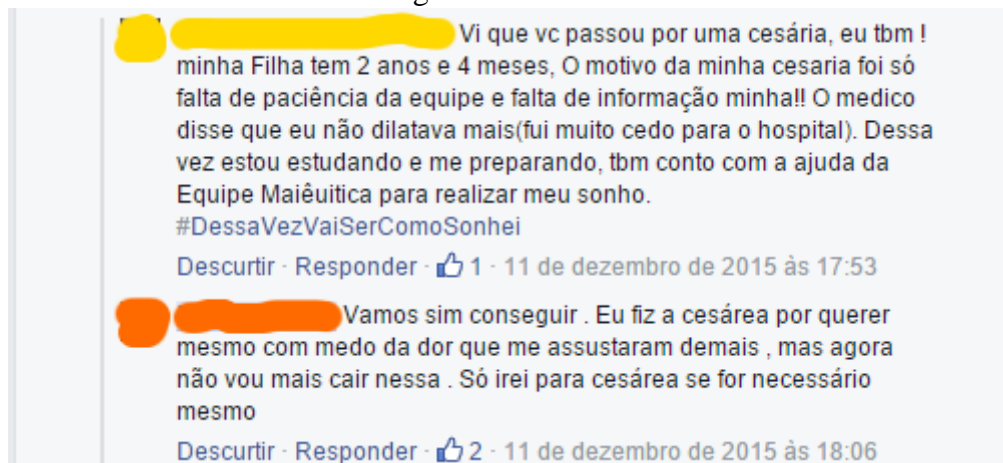 Vi que vc passou por uma cesária, eu tbm !
minha Filha tem 2 anos e 4 meses, O motivo da minha cesaria foi só
falta de paciência da equipe e falta de informação minha!! O medico
disse que eu não dilatava mais(fui muito cedo para o hospital). Dessa
vez estou estudando e me preparando, tbm conto com a ajuda da
Equipe Maiêuitica para realizar meu sonho.
#DessaVezVaiSerComoSonhei
Descurtir · Responder · 1 · 11 de dezembro de 2015 às 17:53
Vamos sim conseguir . Eu fiz a cesárea por querer
mesmo com medo da dor que me assustaram demais , mas agora
não vou mais cair nessa . Só irei para cesárea se for necessário
mesmo
Descurtir · Responder · 2 · 11 de dezembro de 2015 às 18:06